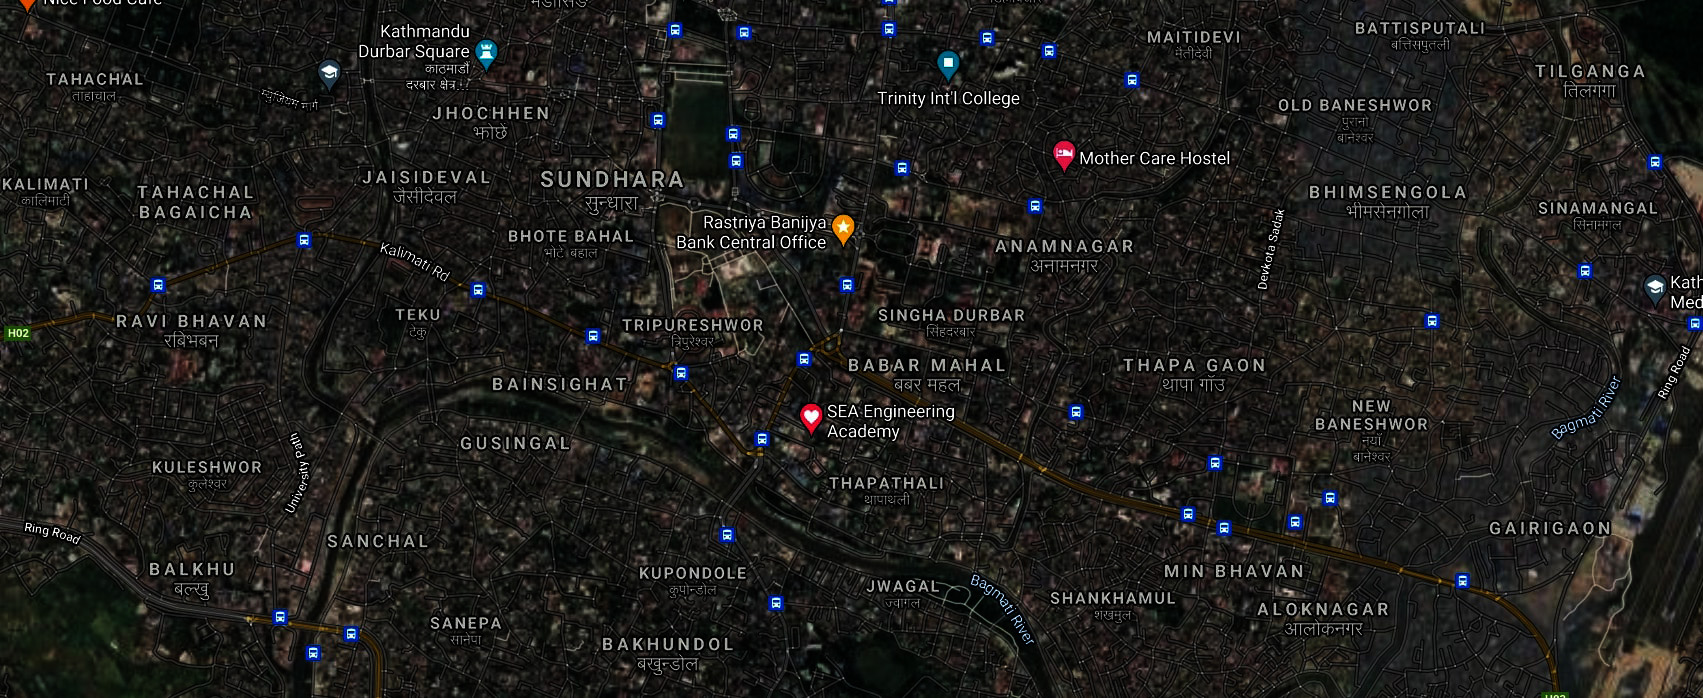 Nice Food Cafe
Kathmandu
Durbar Square
काठमाडौं
दरबार क्षेत्र...
TAHACHAL
ताहाचाल
JHOCHHEN
झोछें
Trinity Int'l College
MAITIDEVI
मैतीदेवी
BATTISPUTALI
बत्तिसपुतली
TILGANGA
तिलगंगा
OLD BANESHWOR
पुरानो
बानेश्वर
Mother Care Hostel
KALIMATI
कालिमाटी
TAHACHAL
BAGAICHA
JAISIDEVAL
जैसीदेवल
SUNDHARA
सुन्धारा
BHIMSENGOLA
भीमसेनगोला
SINAMANGAL
सिनामंगल
Rastriya Banijya
Bank Central Office
BHOTE BAHAL
भोटे बहाल
ANAMNAGAR
अनामनगर
Devkota Sadak
Kalimati Rd
Kath
Med
H02
RAVI BHAVAN
रबिभबन
TEKU
टेकु
TRIPURESHWOR
त्रिपुरेश्वर
SINGHA DURBAR
सिंहदरबार
BABAR MAHAL
बबर महल
THAPA GAON
थापा गाँउ
Ring Road
BAINSIGHAT
SEA Engineering
Academy
NEW
BANESHWOR
नयाँ
बानेश्वर
Bagmati River
GUSINGAL
KULESHWOR
कुलेश्वर
University Path
THAPATHALI
थापाथली
Ring Road
SANCHAL
GAIRIGAON
BALKHU
बल्खु
KUPONDOLE
कुपोन्डोल
JWAGAL
ज्वागल
Bagmati River
SHANKHAMUL
शंखमुल
MIN BHAVAN
ALOKNAGAR
आलोकनगर
SANEPA
सानेपा
BAKHUNDOL
बखुन्डोल